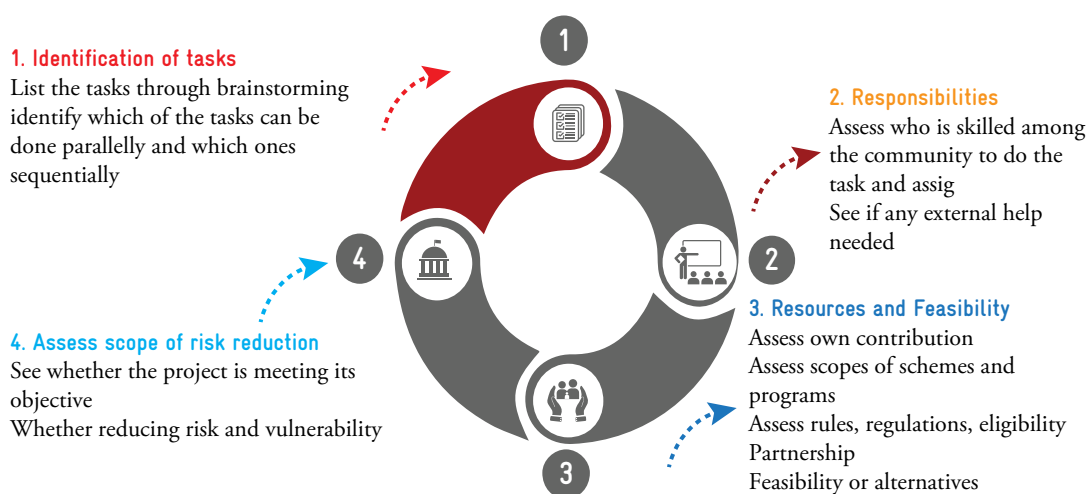 1
1. Identification of tasks
List the tasks through brainstorming
identify which of the tasks can be
done parallelly and which ones
sequentially
2. Responsibilities
Assess who is skilled among
the community to do the
task and assig
See if any external help
needed
2
4
3. Resources and Feasibility
Assess own contribution
Assess scopes of schemes and
programs
Assess rules, regulations, eligibility
Partnership
Feasibility or alternatives
4. Assess scope of risk reduction
See whether the project is meeting its
objective
Whether reducing risk and vulnerability
3